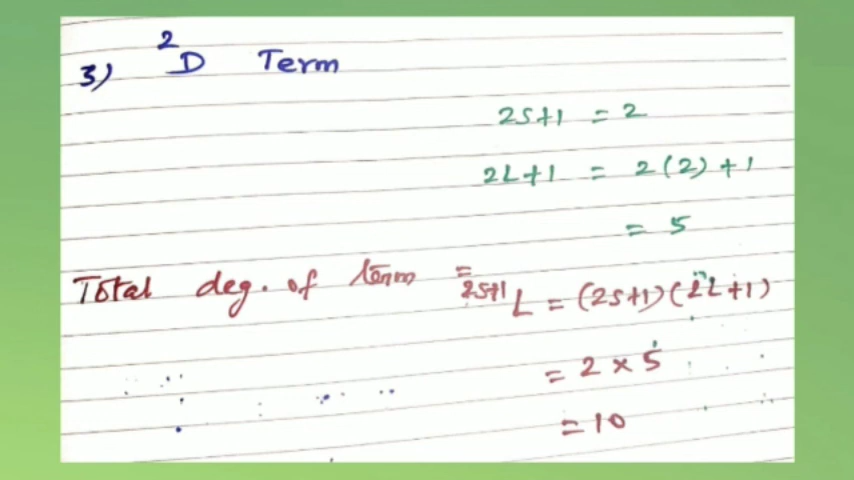 3) ²D Term
2S+1 = 2
2L+1 = 2(2)+1
= 5
Total deg. of term =
²ˢ⁺¹L = (2S+1)(2L+1)
= 2 × 5
= 10